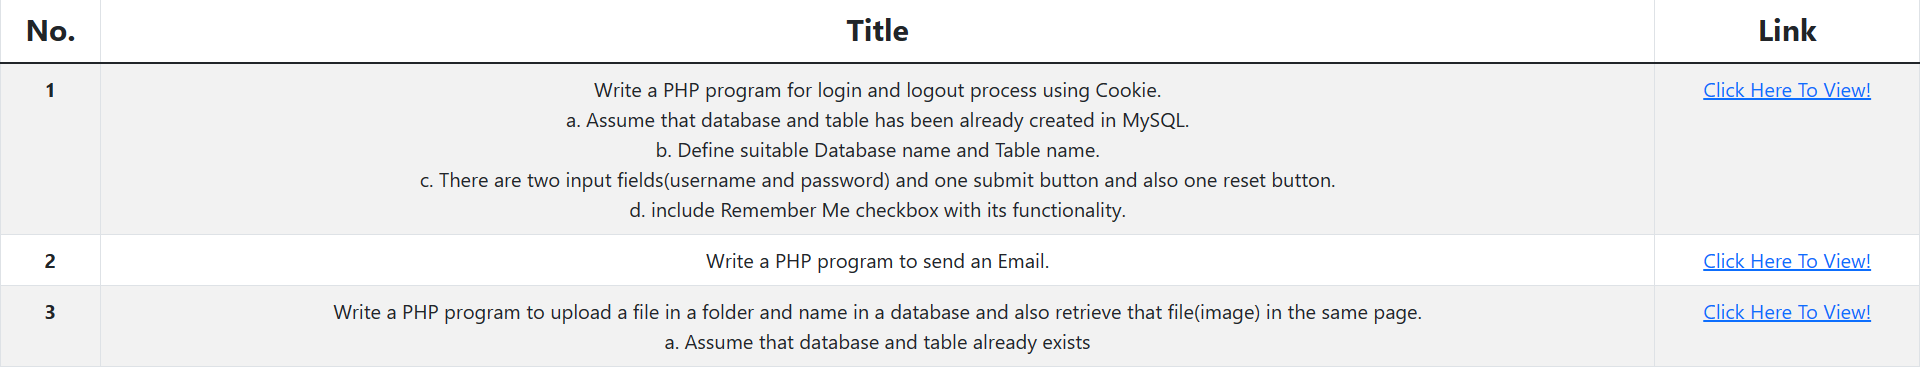 No. Title Link
1 Write a PHP program for login and logout process using Cookie. Click Here To View!
a. Assume that database and table has been already created in MySQL.
b. Define suitable Database name and Table name.
c. There are two input fields(username and password) and one submit button and also one reset button.
d. include Remember Me checkbox with its functionality.
2 Write a PHP program to send an Email. Click Here To View!
3 Write a PHP program to upload a file in a folder and name in a database and also retrieve that file(image) in the same page. Click Here To View!
a. Assume that database and table already exists